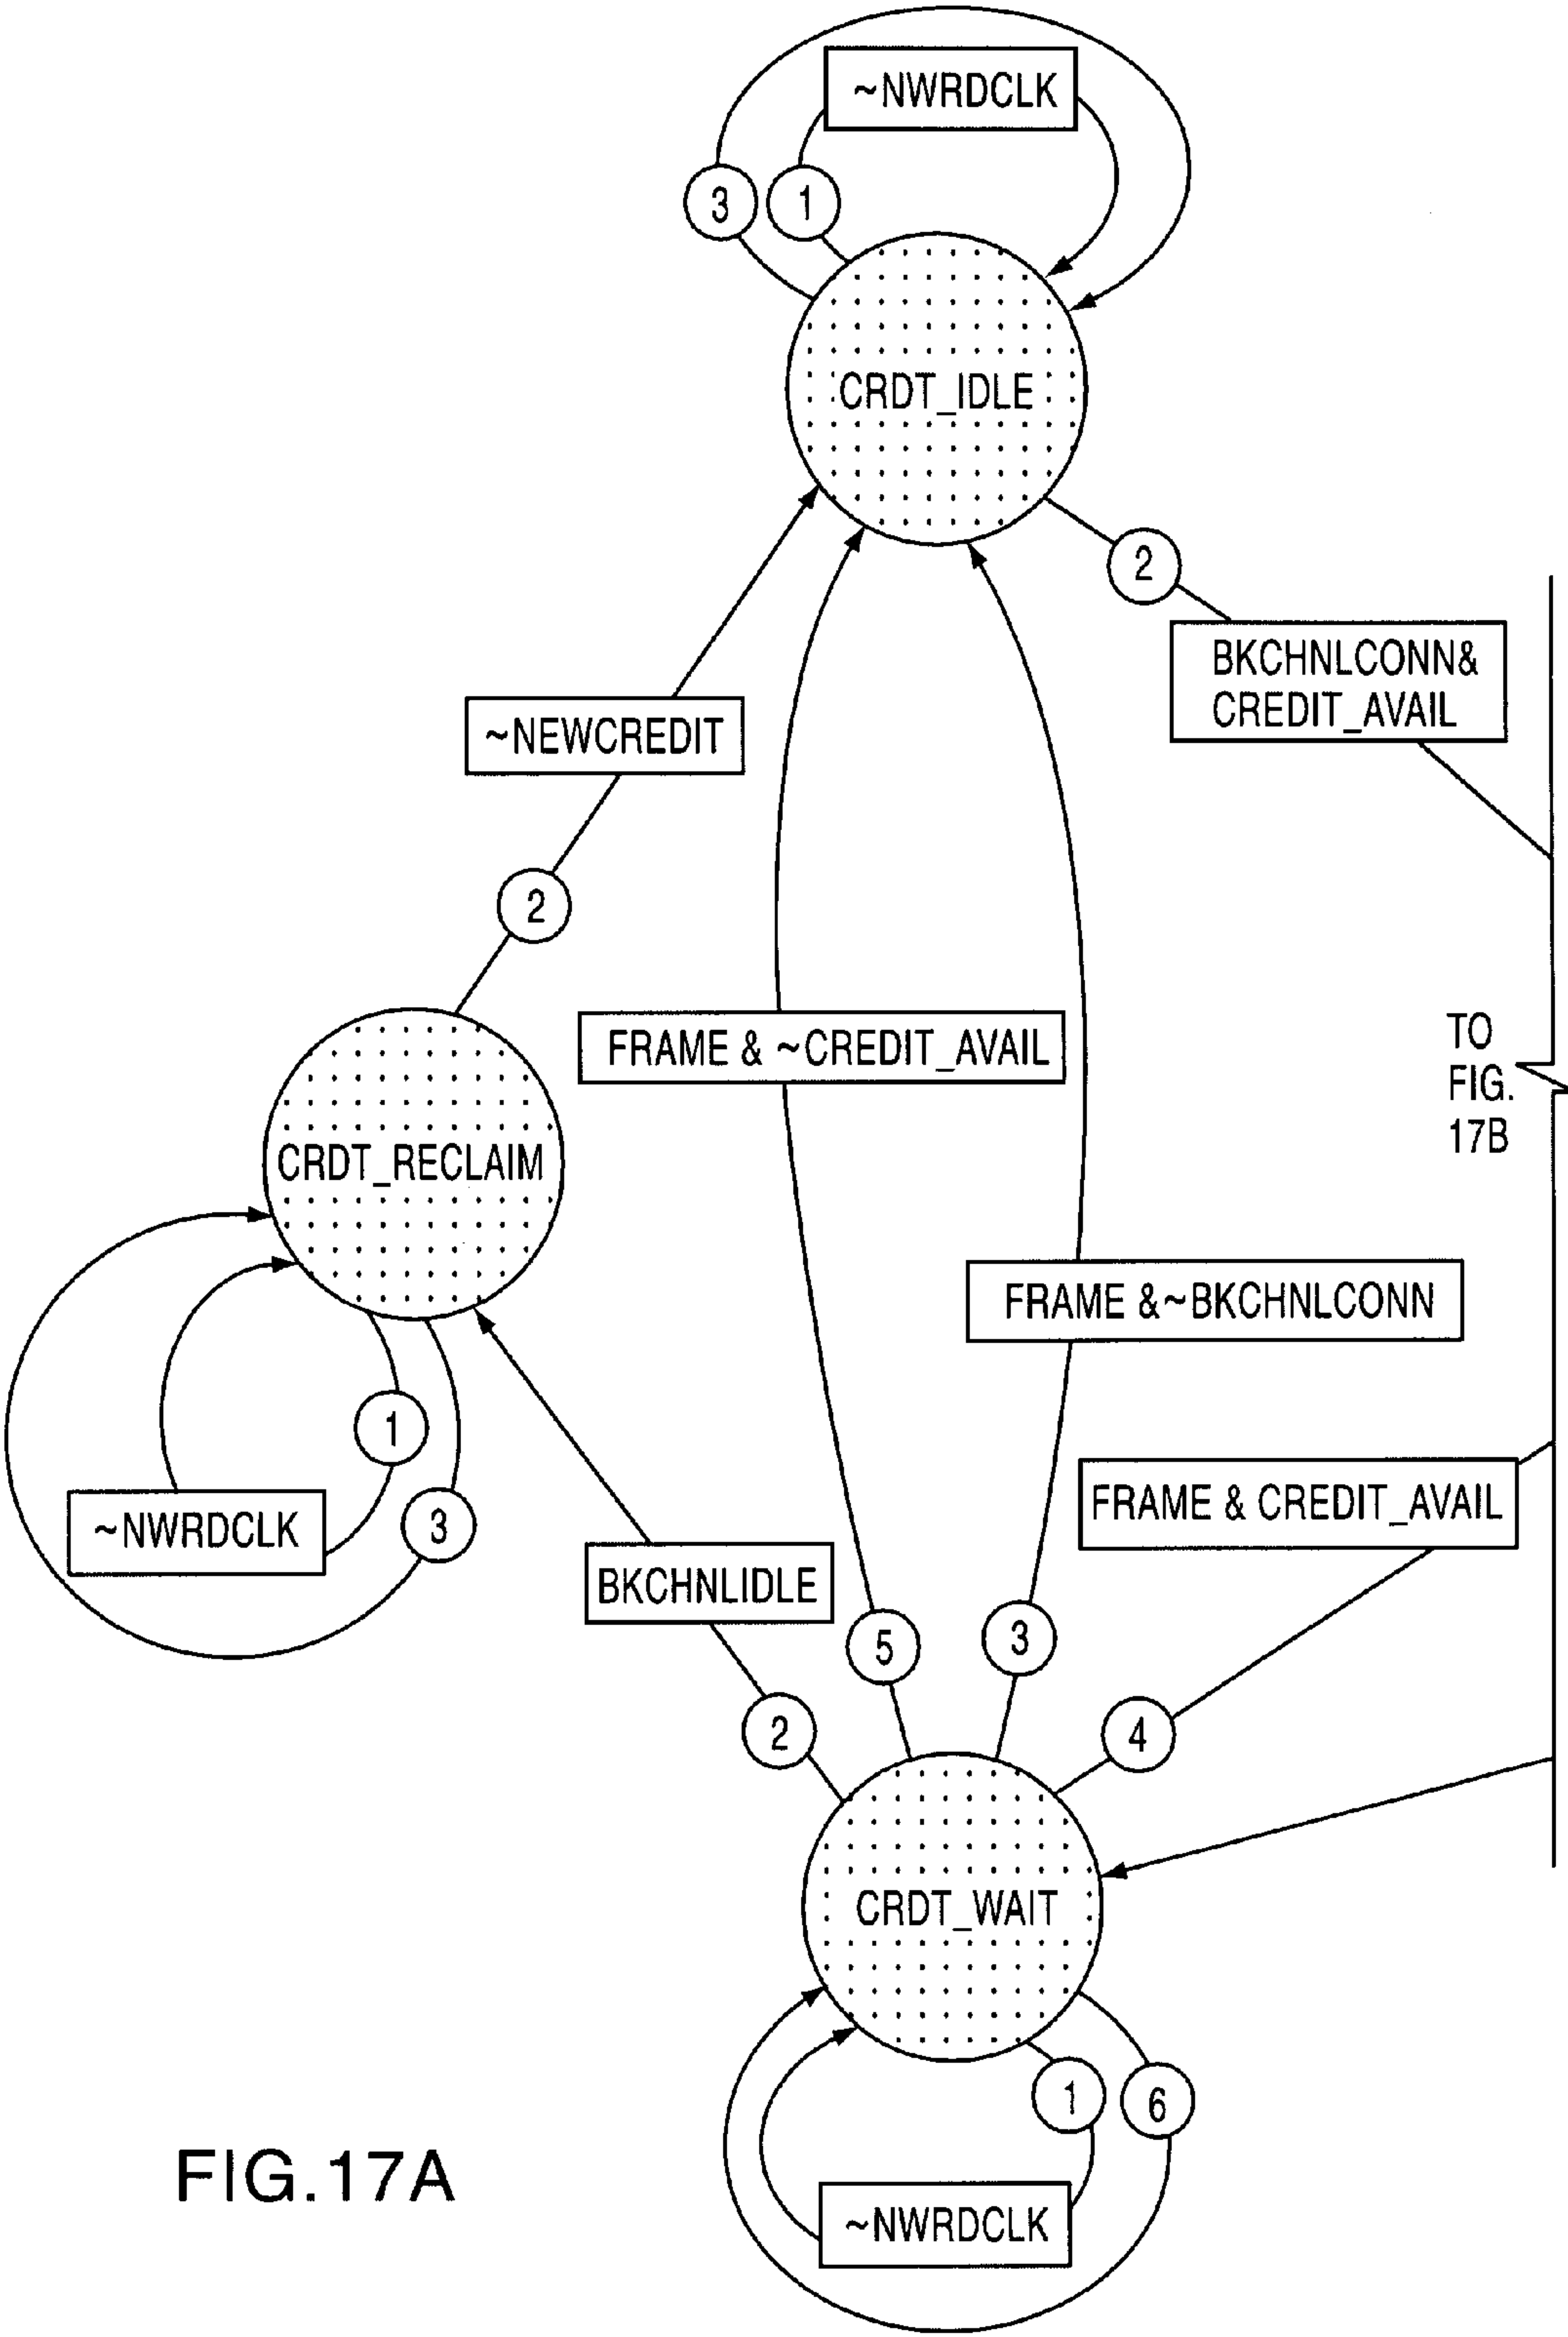 ~NWRDCLK
3
1
CRDT_IDLE
2
BKCHNLCONN&
CREDIT_AVAIL
~NEWCREDIT
2
FRAME & ~CREDIT_AVAIL
TO
FIG.
17B
CRDT_RECLAIM
FRAME &~BKCHNLCONN
1
FRAME & CREDIT_AVAIL
~NWRDCLK
3
BKCHNLIDLE
5
3
2
4
CRDT_WAIT
1
6
~NWRDCLK
FIG.17A